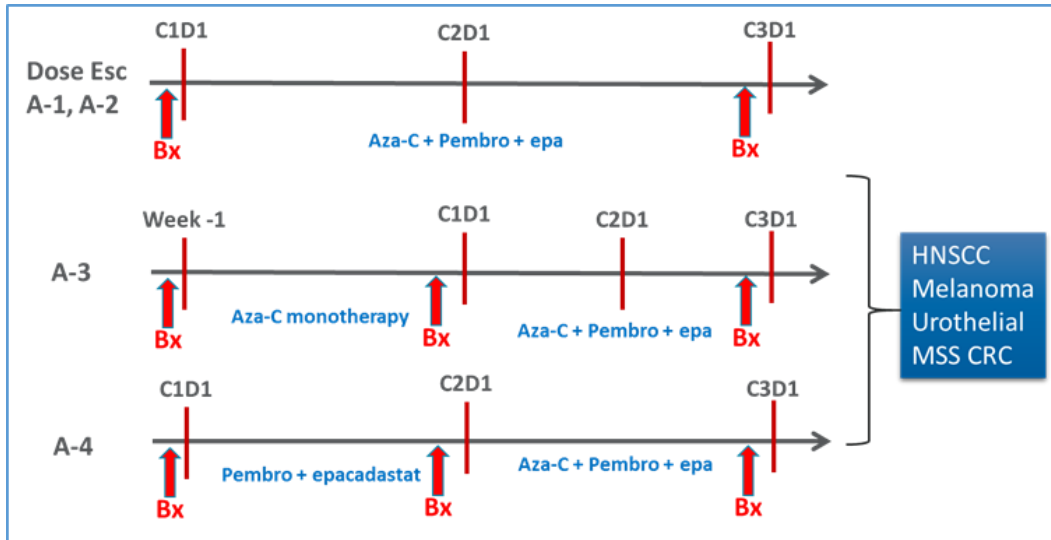 C1D1 C2D1 C3D1
Dose Esc
A-1, A-2
Aza-C + Pembro + epa
Bx Bx
Week -1 C1D1 C2D1 C3D1
A-3
Aza-C monotherapy Aza-C + Pembro + epa
Bx Bx Bx
C1D1 C2D1 C3D1
A-4
Pembro + epacadastat Aza-C + Pembro + epa
Bx Bx Bx
HNSCC
Melanoma
Urothelial
MSS CRC